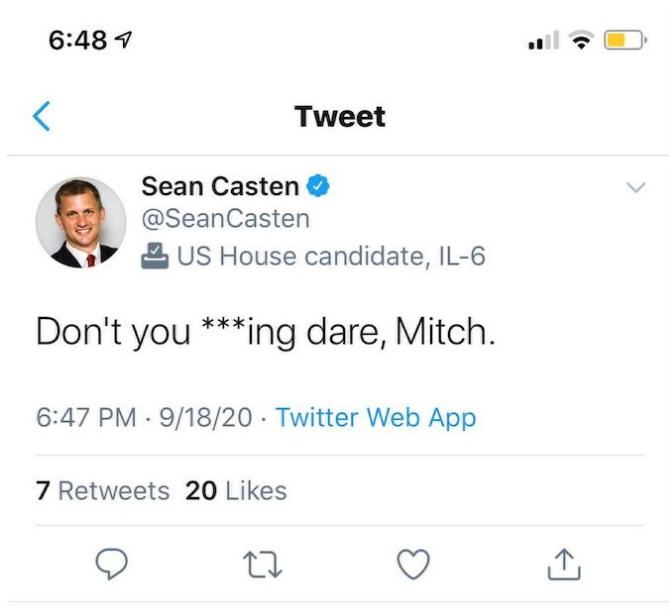 6:48
Tweet
Sean Casten
@SeanCasten
US House candidate, IL-6
Don't you ***ing dare, Mitch.
6:47 PM · 9/18/20 · Twitter Web App
7 Retweets 20 Likes